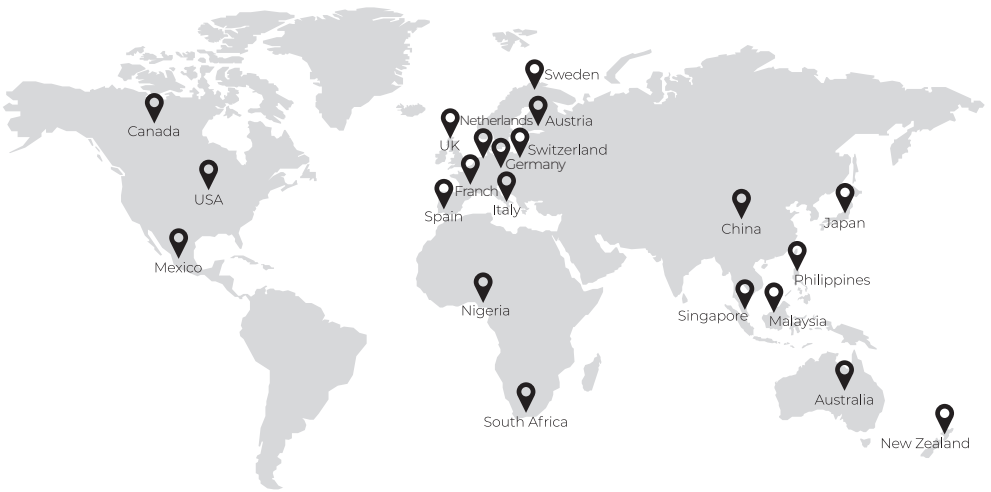 Sweden
Canada
Netherlands
Austria
UK
Switzerland
Germany
USA
Franch
Italy
Spain
China
Japan
Mexico
Philippines
Nigeria
Singapore
Malaysia
Australia
South Africa
New Zealand